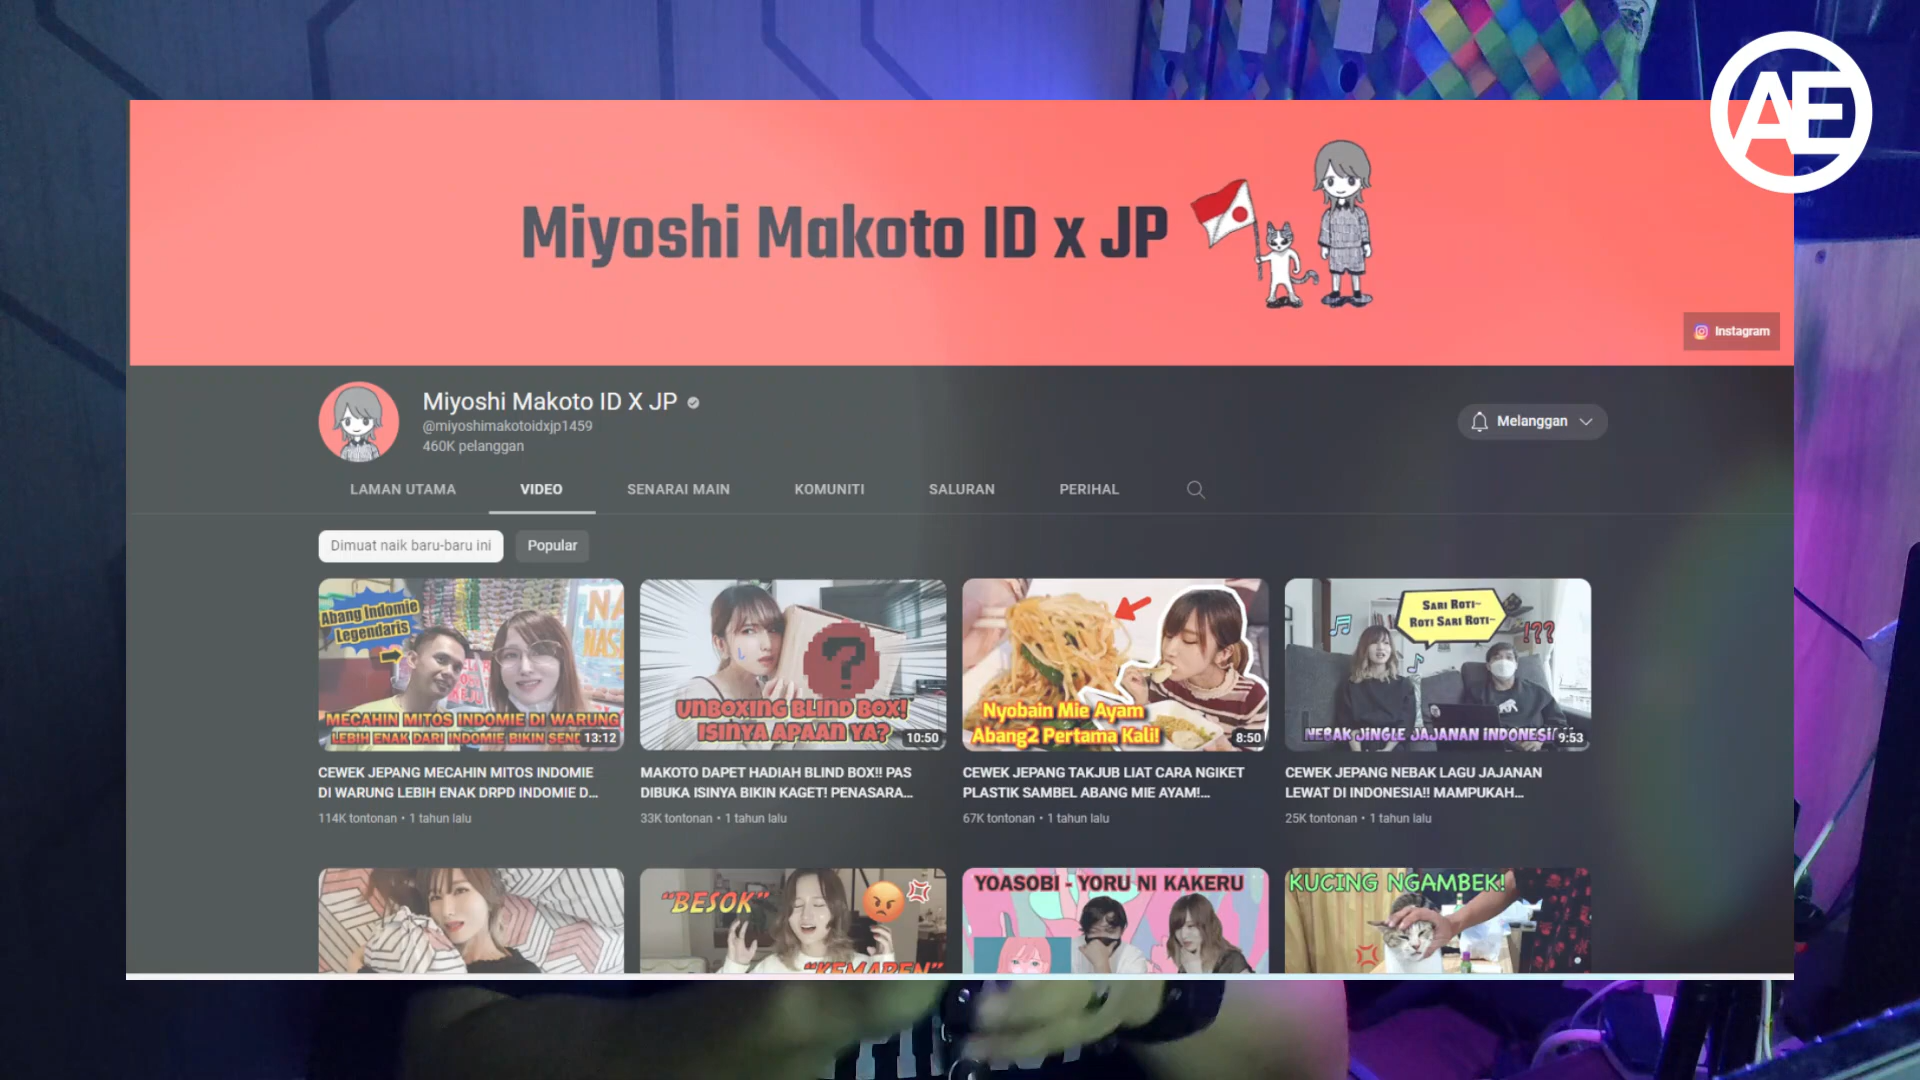 AE
Miyoshi Makoto ID x JP
Instagram
Miyoshi Makoto ID X JP
@miyoshimakotoidxjp1459
460K pelanggan
Melanggan
LAMAN UTAMA
VIDEO
SENARAI MAIN
KOMUNITI
SALURAN
PERIHAL
Dimuat naik baru-baru ini
Popular
Abang Indomie
Legendaris
MECAHIN MITOS INDOMIE DI WARUNG
LEBIH ENAK DARI INDOMIE BIKIN
13:12
?
UNBOXING BLIND BOX!
ISINYA APAAN YA?
10:50
Nyobain Mie Ayam
Abang2 Pertama Kali!
8:50
SARI ROTI~
ROTI SARI ROTI~
!??
NEBAK JINGLE JAJANAN
9:53
CEWEK JEPANG MECAHIN MITOS INDOMIE
DI WARUNG LEBIH ENAK DRPD INDOMIE D...
114K tontonan • 1 tahun lalu
MAKOTO DAPET HADIAH BLIND BOX!! PAS
DIBUKA ISINYA BIKIN KAGET! PENASARA...
33K tontonan • 1 tahun lalu
CEWEK JEPANG TAKJUB LIAT CARA NGIKET
PLASTIK SAMBEL ABANG MIE AYAM!...
67K tontonan • 1 tahun lalu
CEWEK JEPANG NEBAK LAGU JAJANAN
LEWAT DI INDONESIA!! MAMPUKAH...
25K tontonan • 1 tahun lalu
"BESOK"
"KEMAREN"
YOASOBI - YORU NI KAKERU
KUCING NGAMBEK!